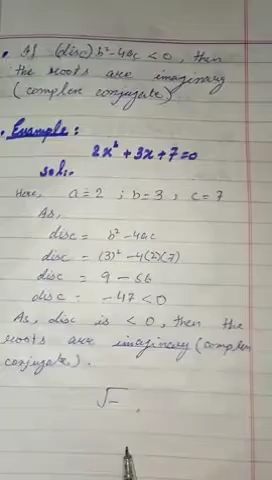 . If (disc) b²-4ac < 0, then
the roots are imaginary
(complex conjugate)
. Example:
2x²+3x+7=0
Sol:.
Here, a=2 ; b=3 , c=7
As,
disc = b²-4ac
disc = (3)²-4(2)(7)
disc = 9-56
disc = -47<0
As, disc is < 0, then the
roots are imaginary (complex
conjugate).
√-